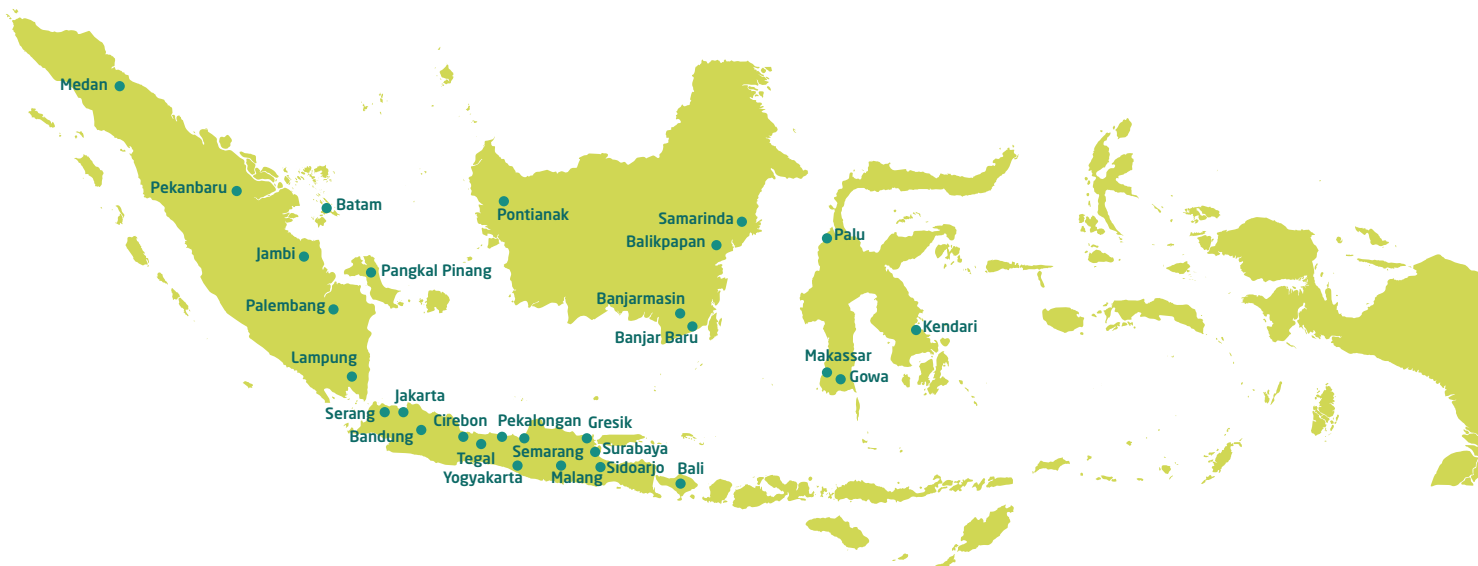 Medan
Pekanbaru
Batam
Jambi
Pangkal Pinang
Palembang
Lampung
Pontianak
Samarinda
Balikpapan
Banjarmasin
Banjar Baru
Palu
Kendari
Makassar
Gowa
Jakarta
Serang
Bandung
Cirebon
Pekalongan
Gresik
Tegal
Semarang
Surabaya
Yogyakarta
Malang
Sidoarjo
Bali